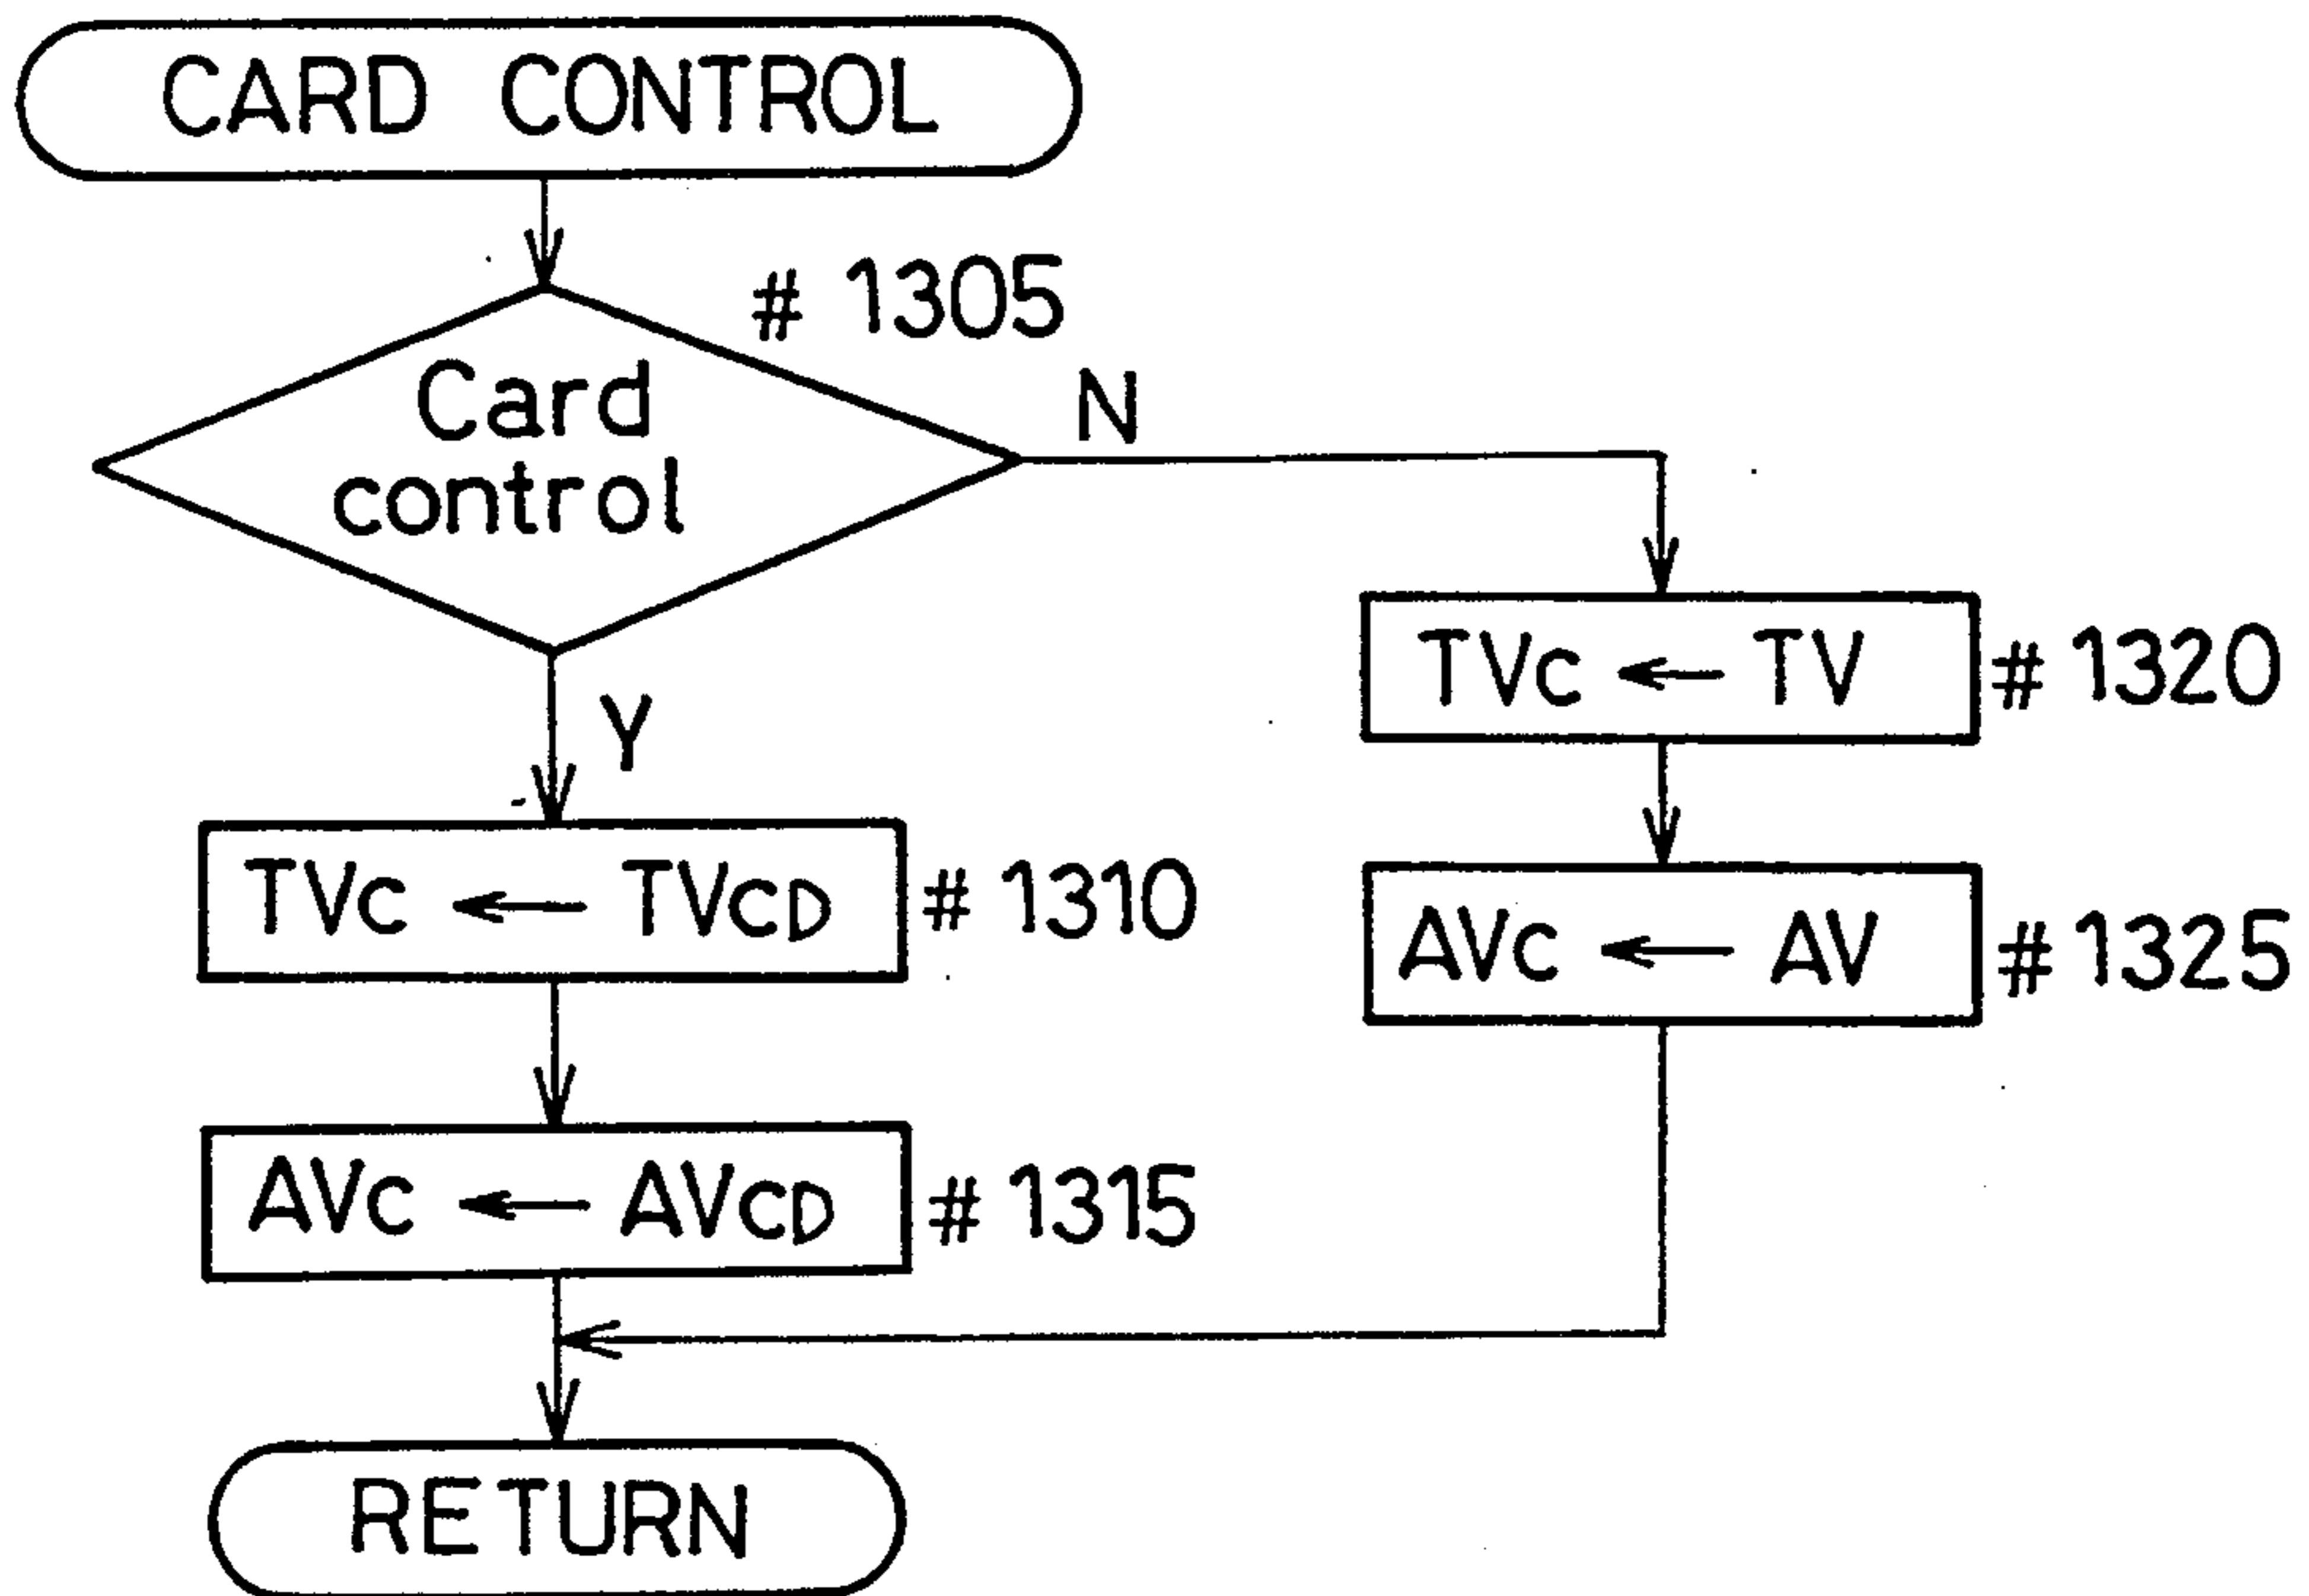 CARD CONTROL
# 1305
Card
control
N
Y
TVC ← TV
# 1320
TVC ← TVCD
# 1310
AVC ← AV
# 1325
AVC ← AVCD
# 1315
RETURN